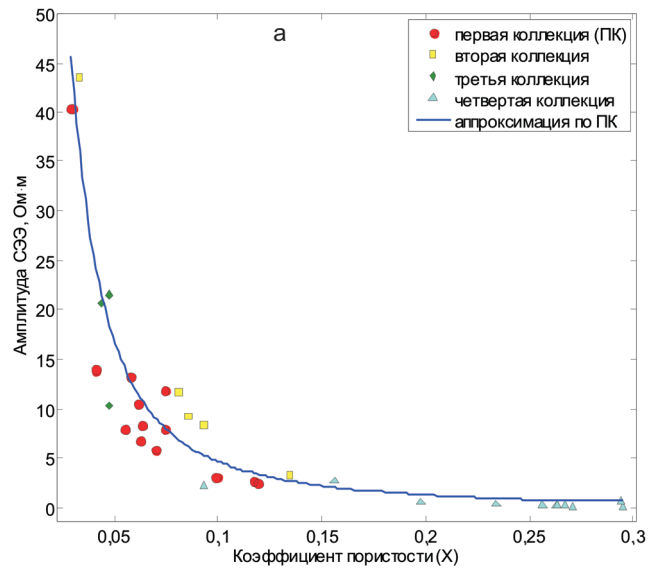 а
первая коллекция (ПК)
вторая коллекция
третья коллекция
четвертая коллекция
аппроксимация по ПК
50
45
40
35
30
25
20
15
10
5
0
Амплитуда СЭЭ, Ом·м
0,05
0,1
0,15
0,2
0,25
0,3
Коэффициент пористости (X)